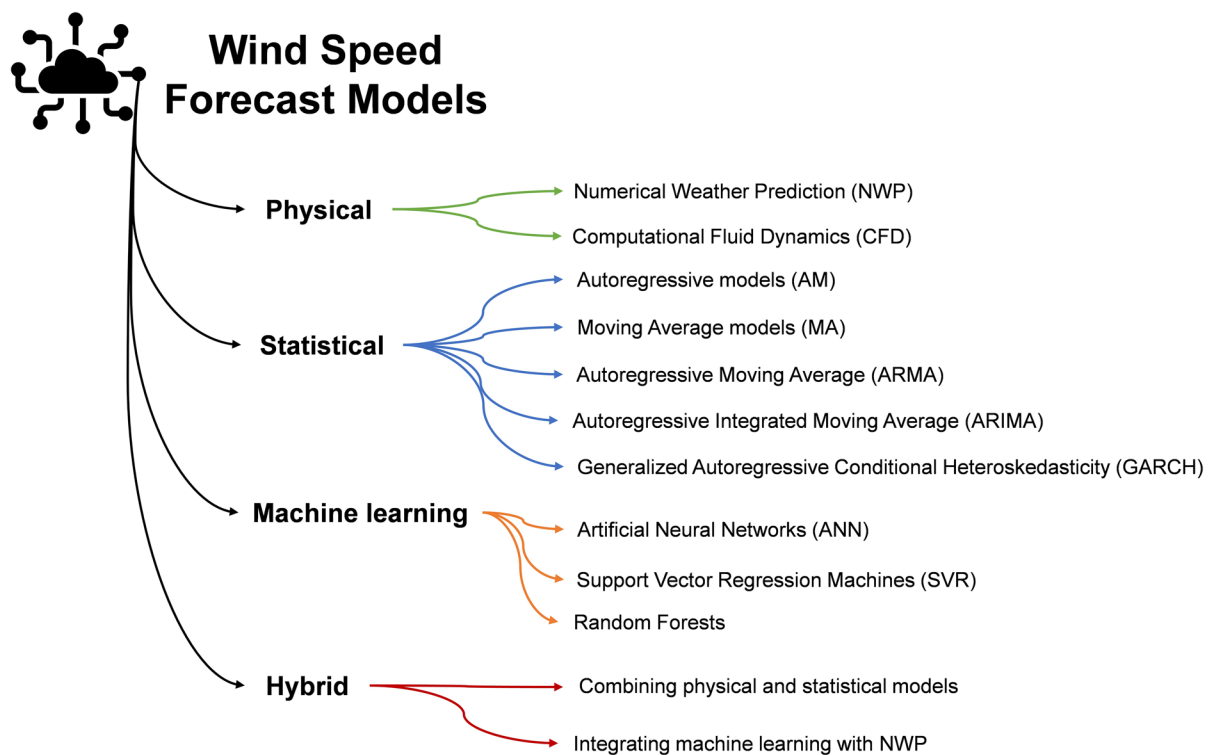 Wind Speed
Forecast Models
Physical
Numerical Weather Prediction (NWP)
Computational Fluid Dynamics (CFD)
Statistical
Autoregressive models (AM)
Moving Average models (MA)
Autoregressive Moving Average (ARMA)
Autoregressive Integrated Moving Average (ARIMA)
Generalized Autoregressive Conditional Heteroskedasticity (GARCH)
Machine learning
Artificial Neural Networks (ANN)
Support Vector Regression Machines (SVR)
Random Forests
Hybrid
Combining physical and statistical models
Integrating machine learning with NWP